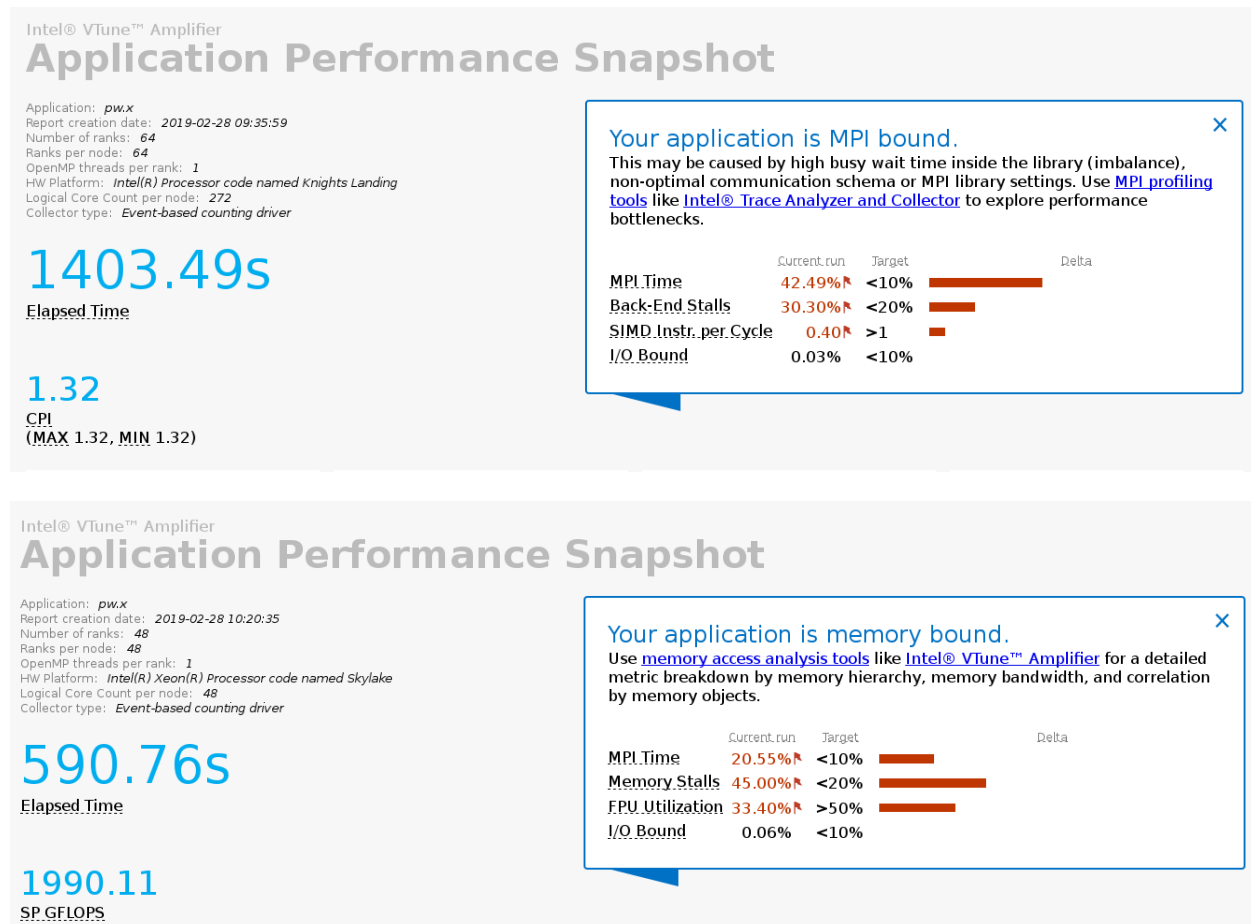 Intel® VTune™ Amplifier
Application Performance Snapshot
Application: pw.x
Report creation date: 2019-02-28 09:35:59
Number of ranks: 64
Ranks per node: 64
OpenMP threads per rank: 1
HW Platform: Intel(R) Processor code named Knights Landing
Logical Core Count per node: 272
Collector type: Event-based counting driver
1403.49s
Elapsed Time
1.32
CPI
(MAX 1.32, MIN 1.32)
Your application is MPI bound.
This may be caused by high busy wait time inside the library (imbalance),
non-optimal communication schema or MPI library settings. Use MPI profiling
tools like Intel® Trace Analyzer and Collector to explore performance
bottlenecks.
Current run Target Delta
MPI Time 42.49% <10%
Back-End Stalls 30.30% <20%
SIMD Instr. per Cycle 0.40 >1
I/O Bound 0.03% <10%
Intel® VTune™ Amplifier
Application Performance Snapshot
Application: pw.x
Report creation date: 2019-02-28 10:20:35
Number of ranks: 48
Ranks per node: 48
OpenMP threads per rank: 1
HW Platform: Intel(R) Xeon(R) Processor code named Skylake
Logical Core Count per node: 48
Collector type: Event-based counting driver
590.76s
Elapsed Time
1990.11
SP GFLOPS
Your application is memory bound.
Use memory access analysis tools like Intel® VTune™ Amplifier for a detailed
metric breakdown by memory hierarchy, memory bandwidth, and correlation
by memory objects.
Current run Target Delta
MPI Time 20.55% <10%
Memory Stalls 45.00% <20%
FPU Utilization 33.40% >50%
I/O Bound 0.06% <10%